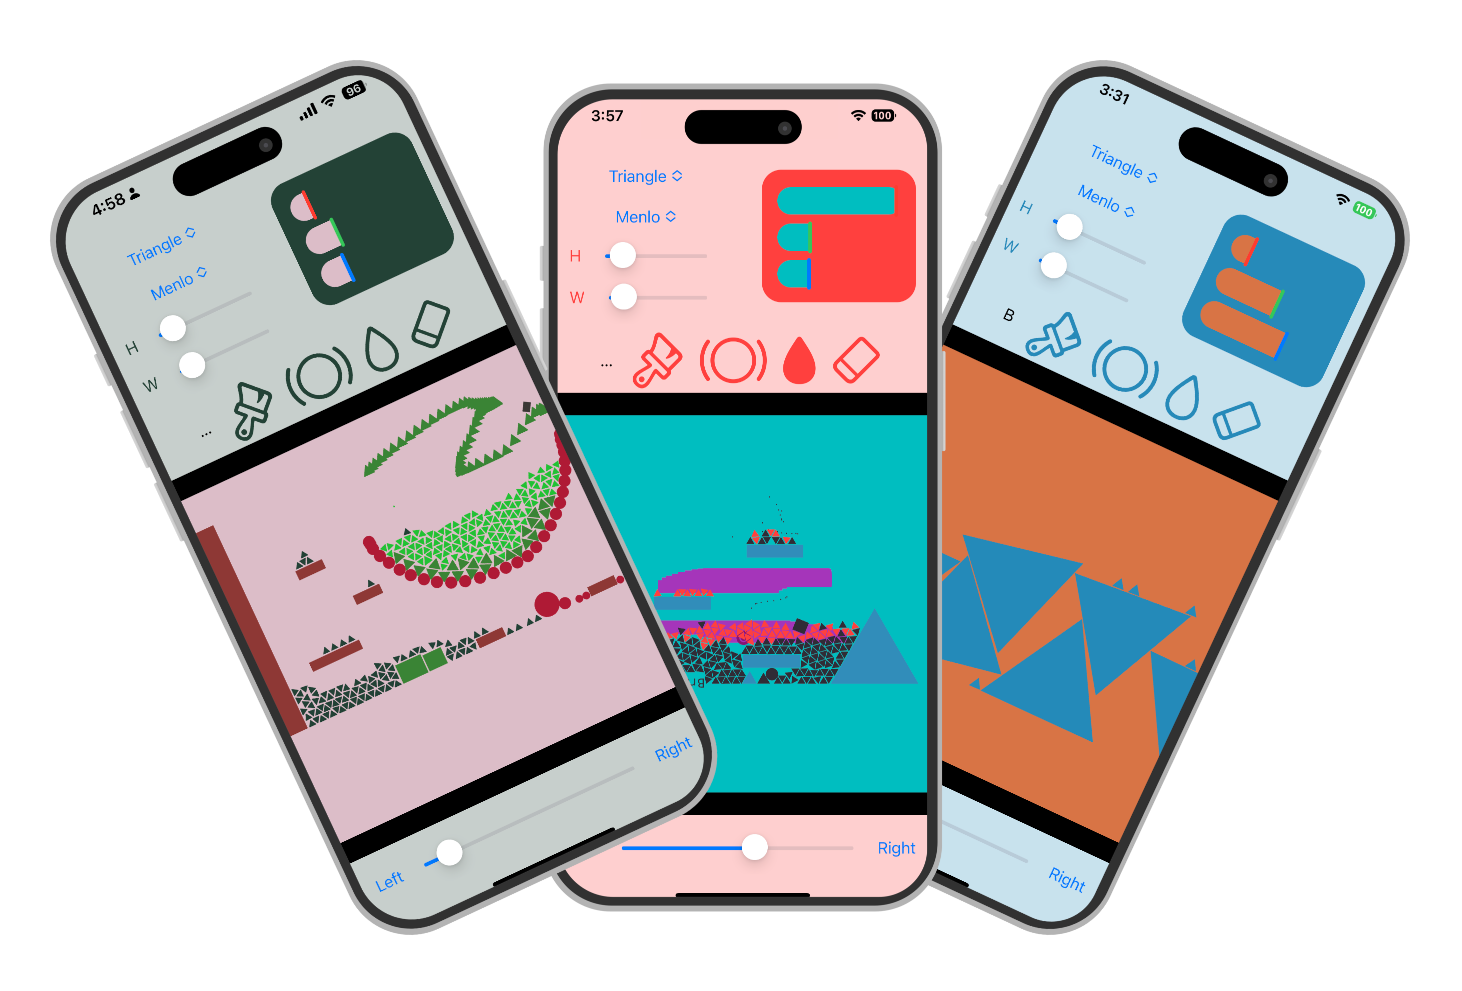 4:58
96
Triangle
Menlo
H
W
...
Left
Right
3:57
100
Triangle
Menlo
H
W
...
Right
3:31
100
Triangle
Menlo
H
W
B
Right